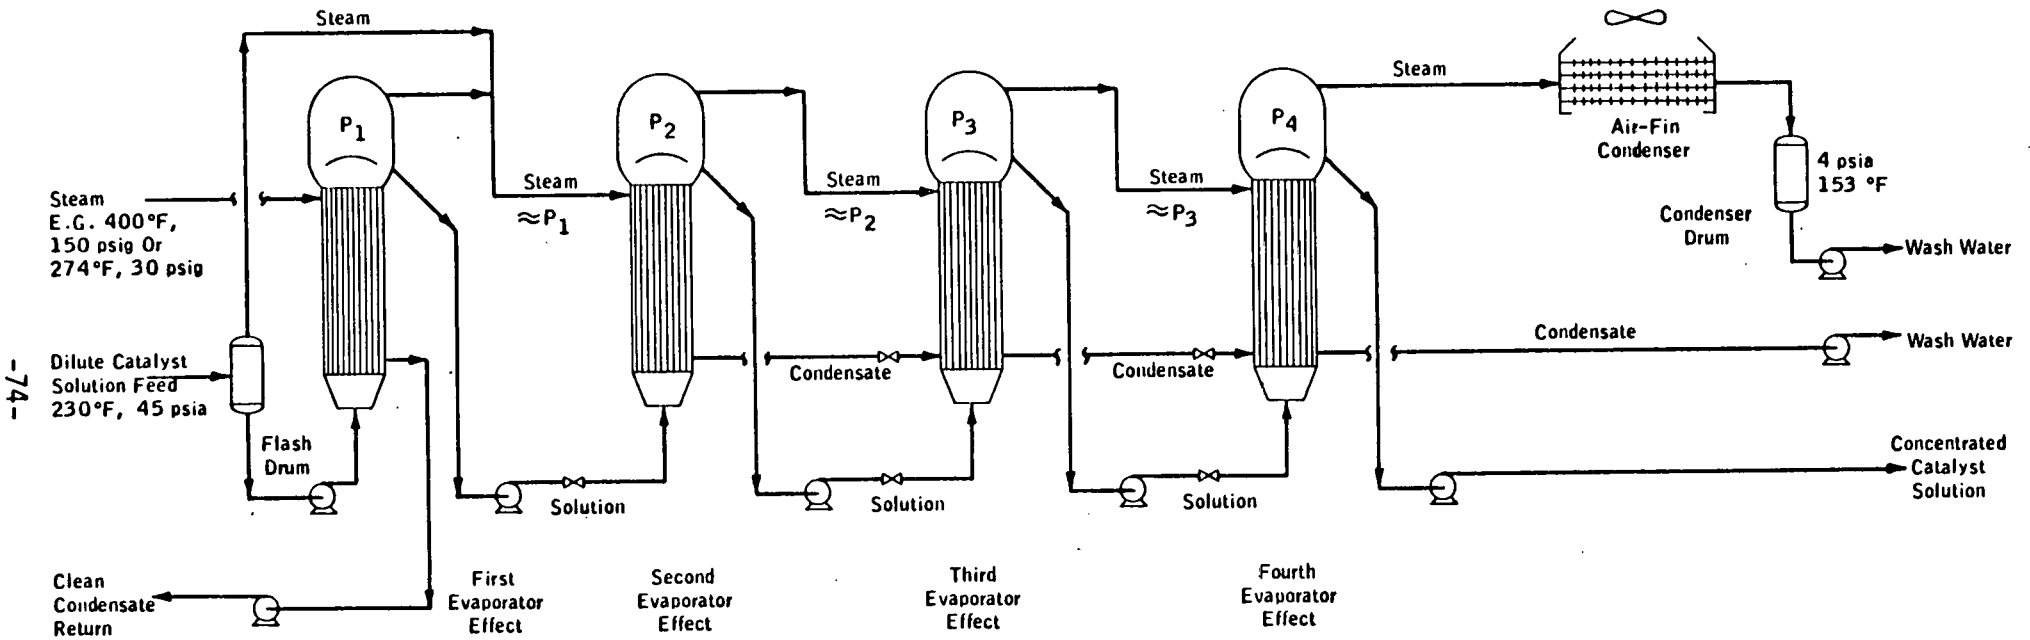 Steam
Steam
E.G. 400°F,
150 psig Or
274°F, 30 psig
Dilute Catalyst
Solution Feed
230°F, 45 psia
Flash
Drum
Clean
Condensate
Return
P1
First
Evaporator
Effect
Steam
≈P1
Solution
P2
Second
Evaporator
Effect
Steam
≈P2
Condensate
Solution
P3
Third
Evaporator
Effect
Steam
≈P3
Condensate
Solution
P4
Fourth
Evaporator
Effect
Steam
Air-Fin
Condenser
4 psia
153 °F
Condenser
Drum
Wash Water
Condensate
Wash Water
Concentrated
Catalyst
Solution
-74-